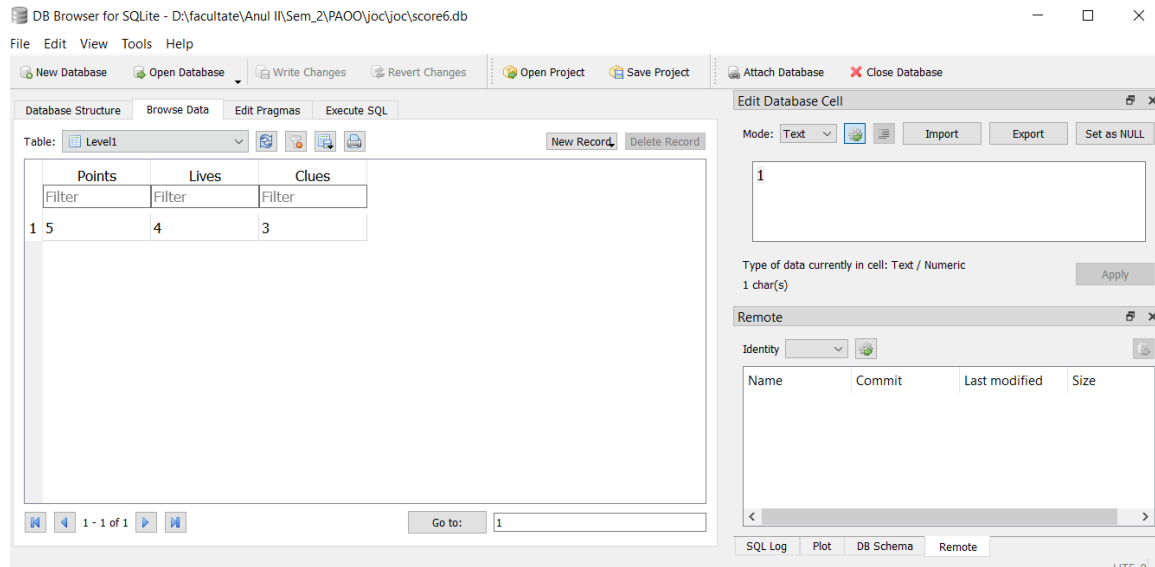 DB Browser for SQLite - D:\facultate\Anul II\Sem_2\PAOO\joc\joc\score6.db
File Edit View Tools Help
New Database Open Database Write Changes Revert Changes Open Project Save Project Attach Database Close Database
Database Structure Browse Data Edit Pragmas Execute SQL
Table: Level1 New Record Delete Record
Points Lives Clues
Filter Filter Filter
1 5 4 3
1 - 1 of 1 Go to: 1
Edit Database Cell
Mode: Text Import Export Set as NULL
1
Type of data currently in cell: Text / Numeric
1 char(s)
Apply
Remote
Identity
Name Commit Last modified Size
SQL Log Plot DB Schema Remote